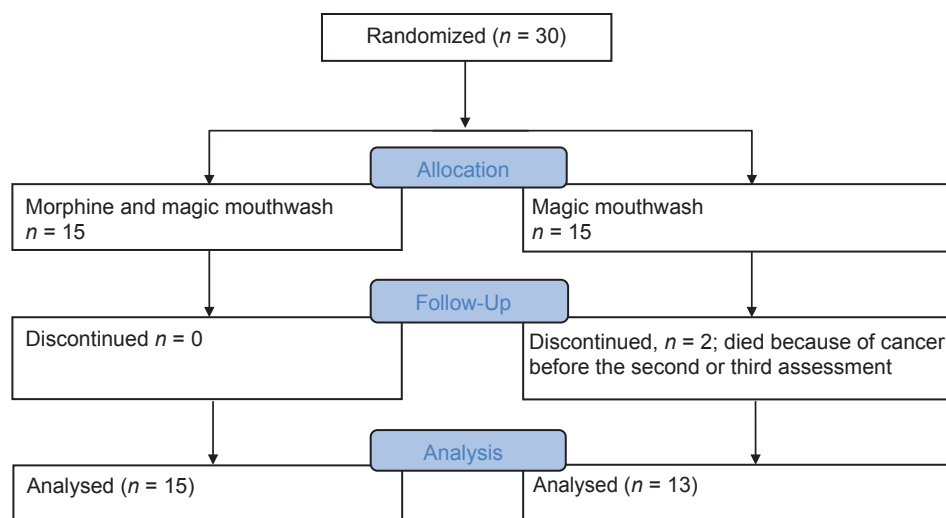 Randomized (n = 30)
Allocation
Morphine and magic mouthwash
n = 15
Magic mouthwash
n = 15
Follow-Up
Discontinued n = 0
Discontinued, n = 2; died because of cancer
before the second or third assessment
Analysis
Analysed (n = 15)
Analysed (n = 13)